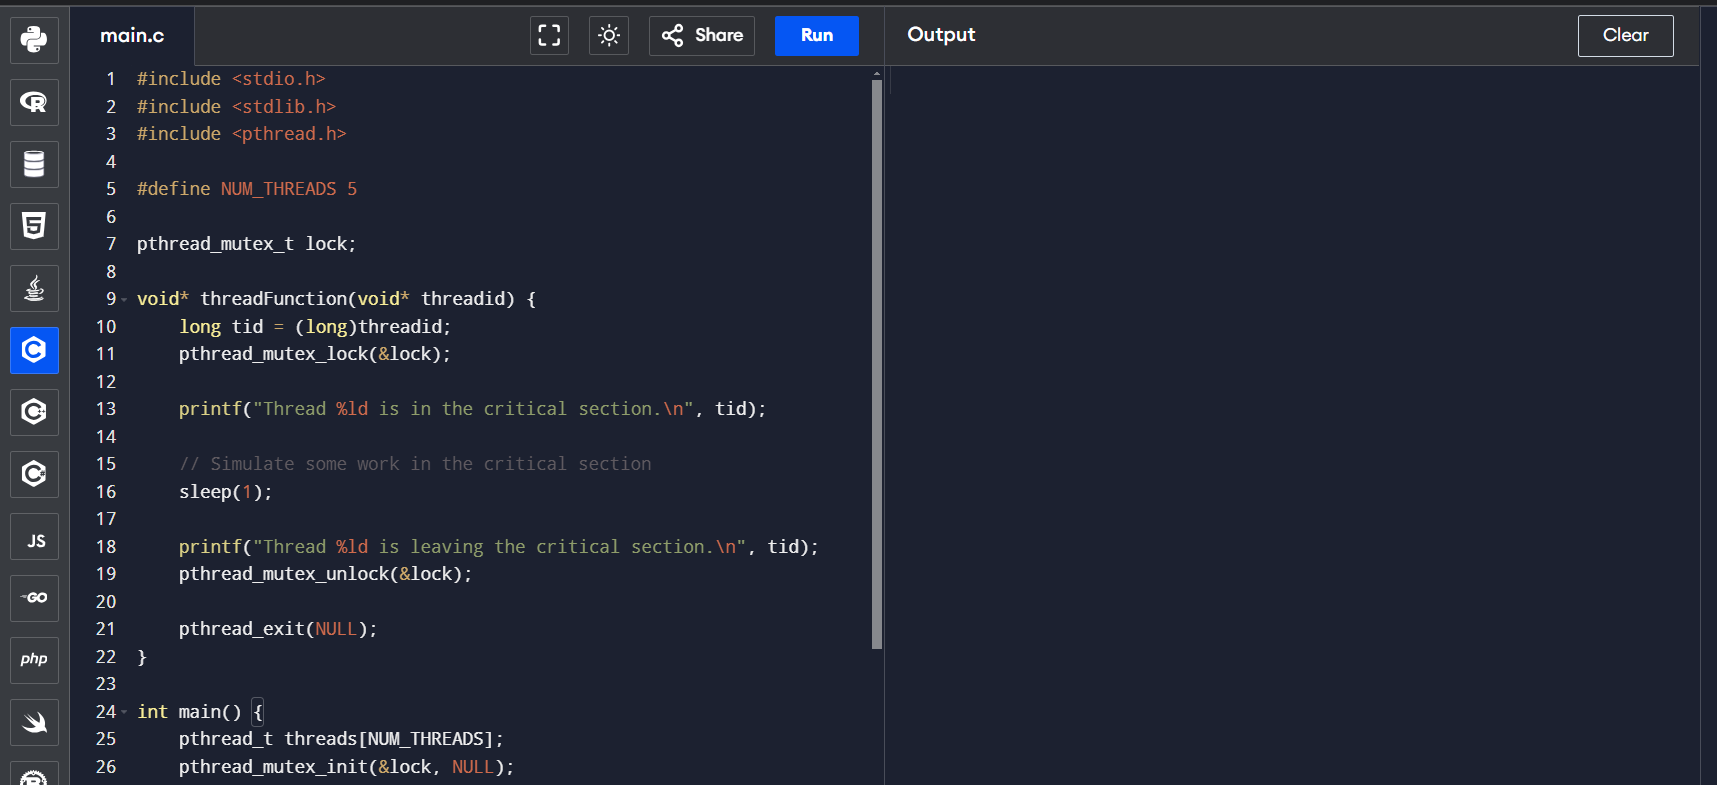 main.c
Share
Run
Output
Clear
1 #include <stdio.h>
2 #include <stdlib.h>
3 #include <pthread.h>
4
5 #define NUM_THREADS 5
6
7 pthread_mutex_t lock;
8
9 void* threadFunction(void* threadid) {
10     long tid = (long)threadid;
11     pthread_mutex_lock(&lock);
12
13     printf("Thread %ld is in the critical section.\n", tid);
14
15     // Simulate some work in the critical section
16     sleep(1);
17
18     printf("Thread %ld is leaving the critical section.\n", tid);
19     pthread_mutex_unlock(&lock);
20
21     pthread_exit(NULL);
22 }
23
24 int main() {
25     pthread_t threads[NUM_THREADS];
26     pthread_mutex_init(&lock, NULL);
R
5
C
C++
C#
JS
GO
php
R